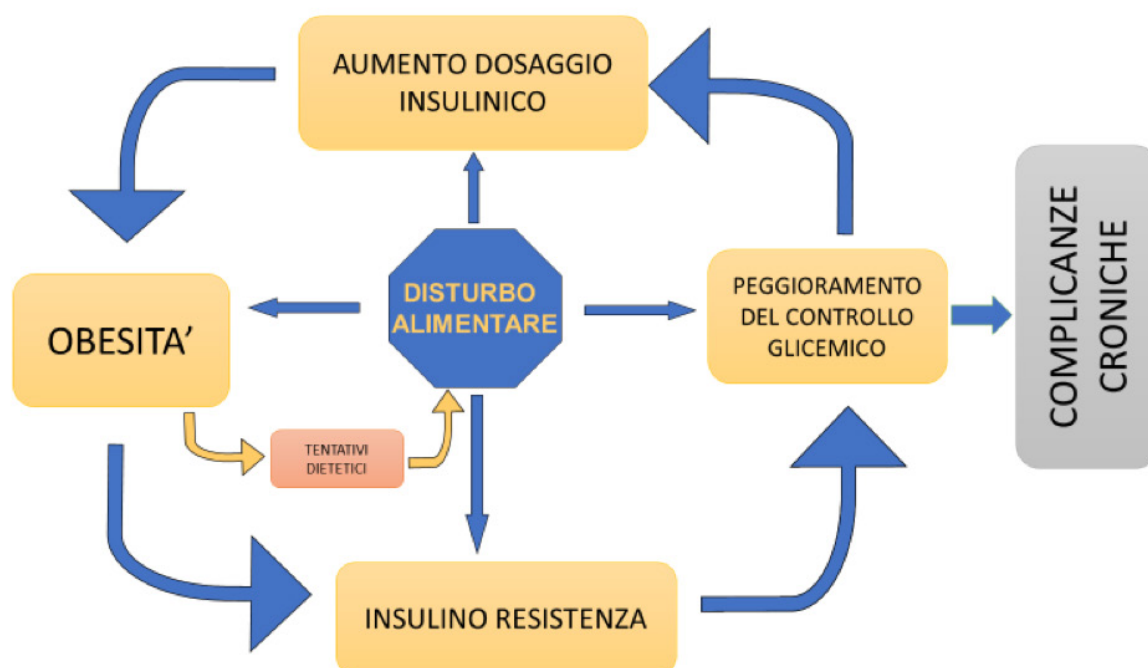 AUMENTO DOSAGGIO
INSULINICO
DISTURBO
ALIMENTARE
OBESITA’
PEGGIORAMENTO
DEL CONTROLLO
GLICEMICO
COMPLICANZE
CRONICHE
TENTATIVI
DIETETICI
INSULINO RESISTENZA